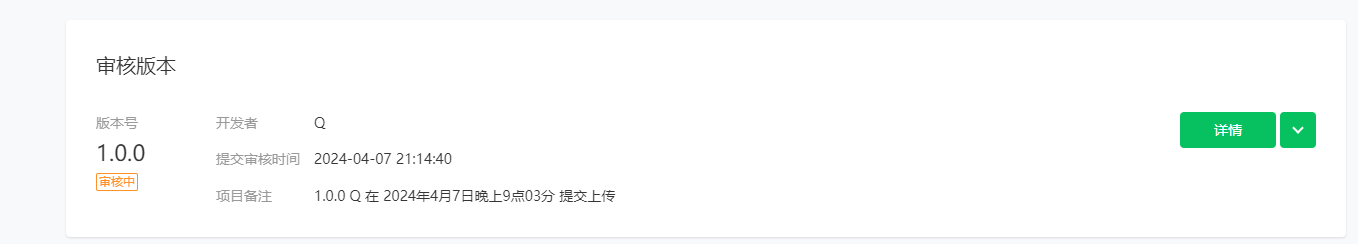 审核版本
版本号
1.0.0
审核中
开发者 Q
提交审核时间 2024-04-07 21:14:40
项目备注 1.0.0 Q 在 2024年4月7日晚上9点03分 提交上传
详情